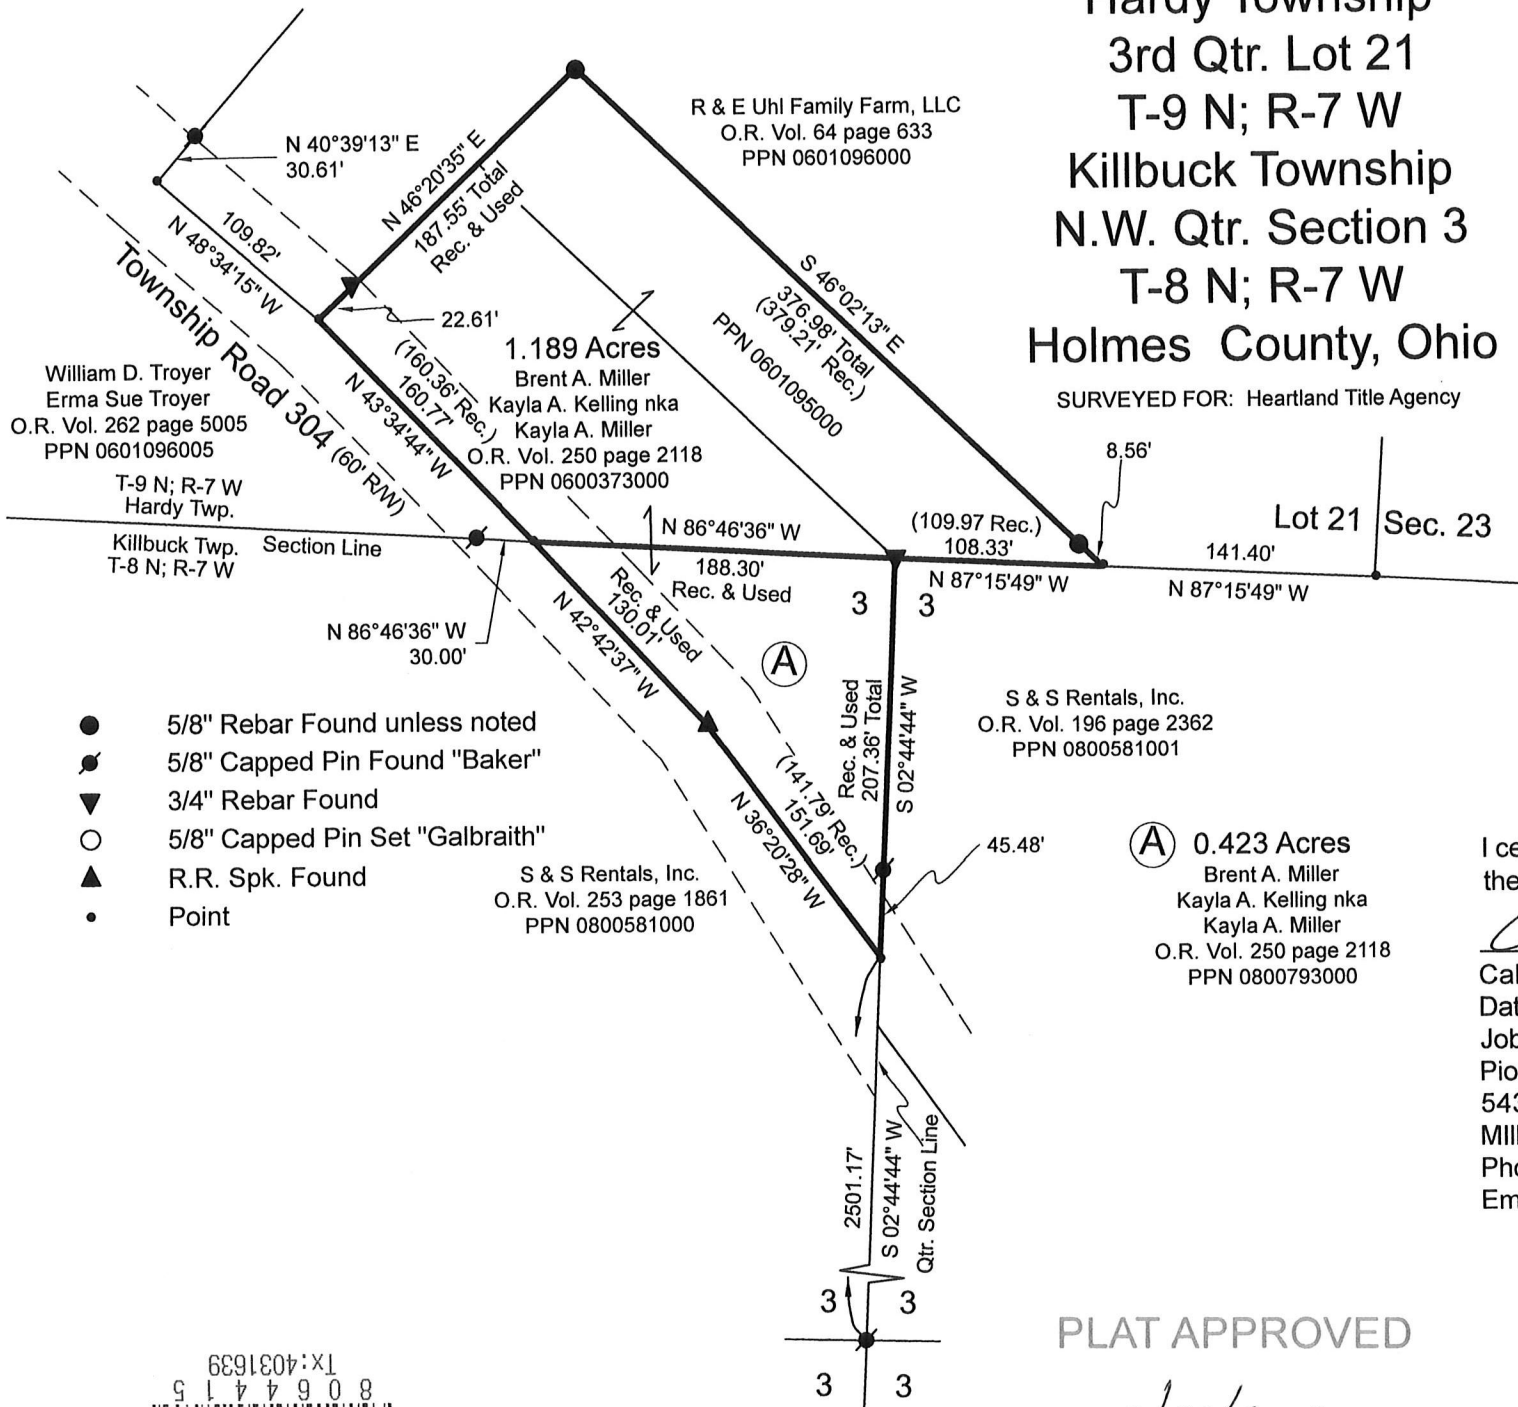 Hardy Township
3rd Qtr. Lot 21
T-9 N; R-7 W
Killbuck Township
N.W. Qtr. Section 3
T-8 N; R-7 W
Holmes County, Ohio
SURVEYED FOR: Heartland Title Agency
R & E Uhl Family Farm, LLC
O.R. Vol. 64 page 633
PPN 0601096000
N 40°39'13" E
30.61'
N 46°20'35" E
187.55' Total
Rec. & Used
109.82'
N 48°34'15" W
Township Road 304 (60' R/W)
22.61'
S 46°02'13" E
376.98' Total
(379.21' Rec.)
PPN 0601095000
(160.36' Rec.)
160.77'
N 43°34'44" W
1.189 Acres
Brent A. Miller
Kayla A. Kelling nka
Kayla A. Miller
O.R. Vol. 250 page 2118
PPN 0600373000
William D. Troyer
Erma Sue Troyer
O.R. Vol. 262 page 5005
PPN 0601096005
T-9 N; R-7 W
Hardy Twp.
Killbuck Twp.
T-8 N; R-7 W
Section Line
8.56'
Lot 21
Sec. 23
N 86°46'36" W
188.30'
Rec. & Used
(109.97 Rec.)
108.33'
N 87°15'49" W
141.40'
N 87°15'49" W
3
3
N 86°46'36" W
30.00'
Rec. & Used
130.01'
N 42°42'37" W
A
Rec. & Used
207.36' Total
S 02°44'44" W
S & S Rentals, Inc.
O.R. Vol. 196 page 2362
PPN 0800581001
5/8" Rebar Found unless noted
5/8" Capped Pin Found "Baker"
3/4" Rebar Found
5/8" Capped Pin Set "Galbraith"
R.R. Spk. Found
Point
(141.79' Rec.)
151.69'
N 36°20'28" W
45.48'
S & S Rentals, Inc.
O.R. Vol. 253 page 1861
PPN 0800581000
A 0.423 Acres
Brent A. Miller
Kayla A. Kelling nka
Kayla A. Miller
O.R. Vol. 250 page 2118
PPN 0800793000
I ce
the
Cal
Dat
Job
Pio
543
MIll
Pho
Em
2501.17'
S 02°44'44" W
Qtr. Section Line
3
3
3
3
PLAT APPROVED
8 0 6 4 4 1 5
Tx:4031639